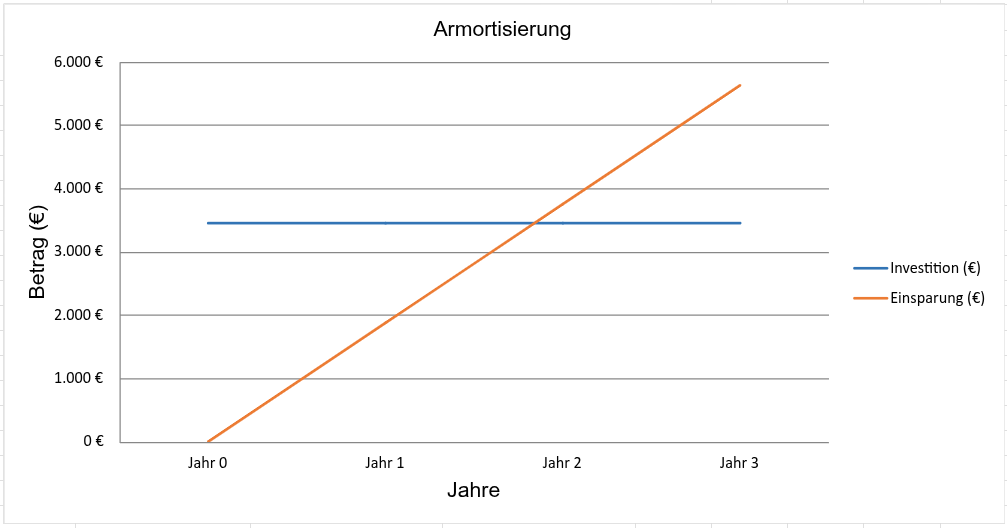 Armortisierung
6.000 €
5.000 €
4.000 €
3.000 €
2.000 €
1.000 €
0 €
Betrag (€)
Jahr 0
Jahr 1
Jahr 2
Jahr 3
Jahre
Investition (€)
Einsparung (€)